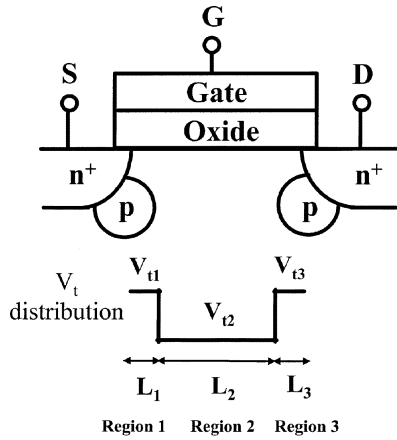 G
S
D
Gate
Oxide
n+
n+
p
p
Vt1
Vt3
Vt
distribution
Vt2
L1
L2
L3
Region 1
Region 2
Region 3